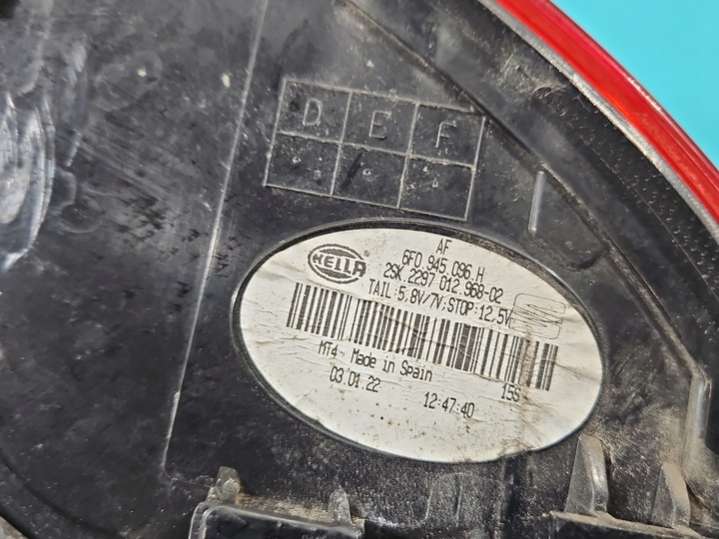 D E F
HELLA
AF
6F0 945 096 H
2SK 2297 012 968-02
TAIL:5,8V/7V;STOP:12.5V
MT4- Made in Spain
158
03.01.22 12:47:40